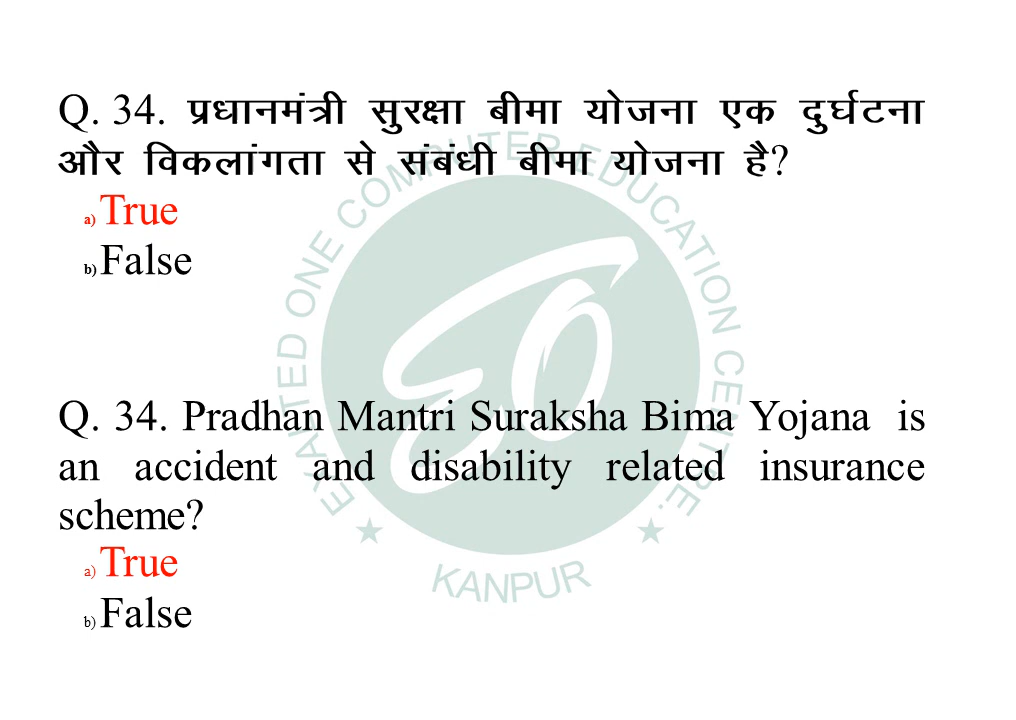 Q. 34. प्रधानमंत्री सुरक्षा बीमा योजना एक दुर्घटना
और विकलांगता से संबंधी बीमा योजना है?
a) True
b) False
Q. 34. Pradhan Mantri Suraksha Bima Yojana is
an accident and disability related insurance
scheme?
a) True
b) False
COMPUTER EDUCATION CENTRE.
ONE
KANPUR